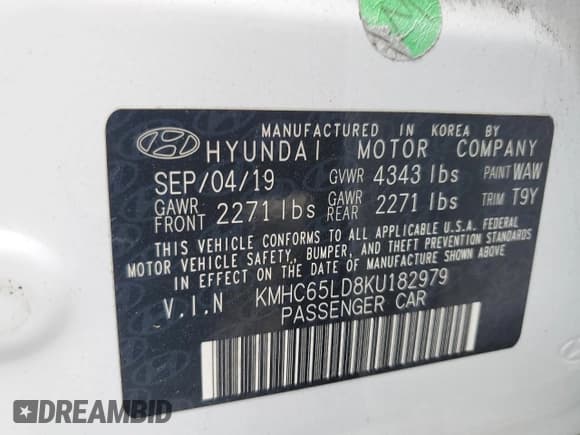 MANUFACTURED IN KOREA BY
HYUNDAI MOTOR COMPANY
SEP/04/19 GVWR 4343 lbs PAINT WAW
GAWR FRONT 2271 lbs GAWR REAR 2271 lbs TRIM T9Y
THIS VEHICLE CONFORMS TO ALL APPLICABLE U.S.A. FEDERAL
MOTOR VEHICLE SAFETY, BUMPER, AND THEFT PREVENTION STANDARDS
IN EFFECT ON THE DATE OF MANUFACTURE SHOWN ABOVE
V.I.N KMHC65LD8KU182979
PASSENGER CAR
DREAMBID